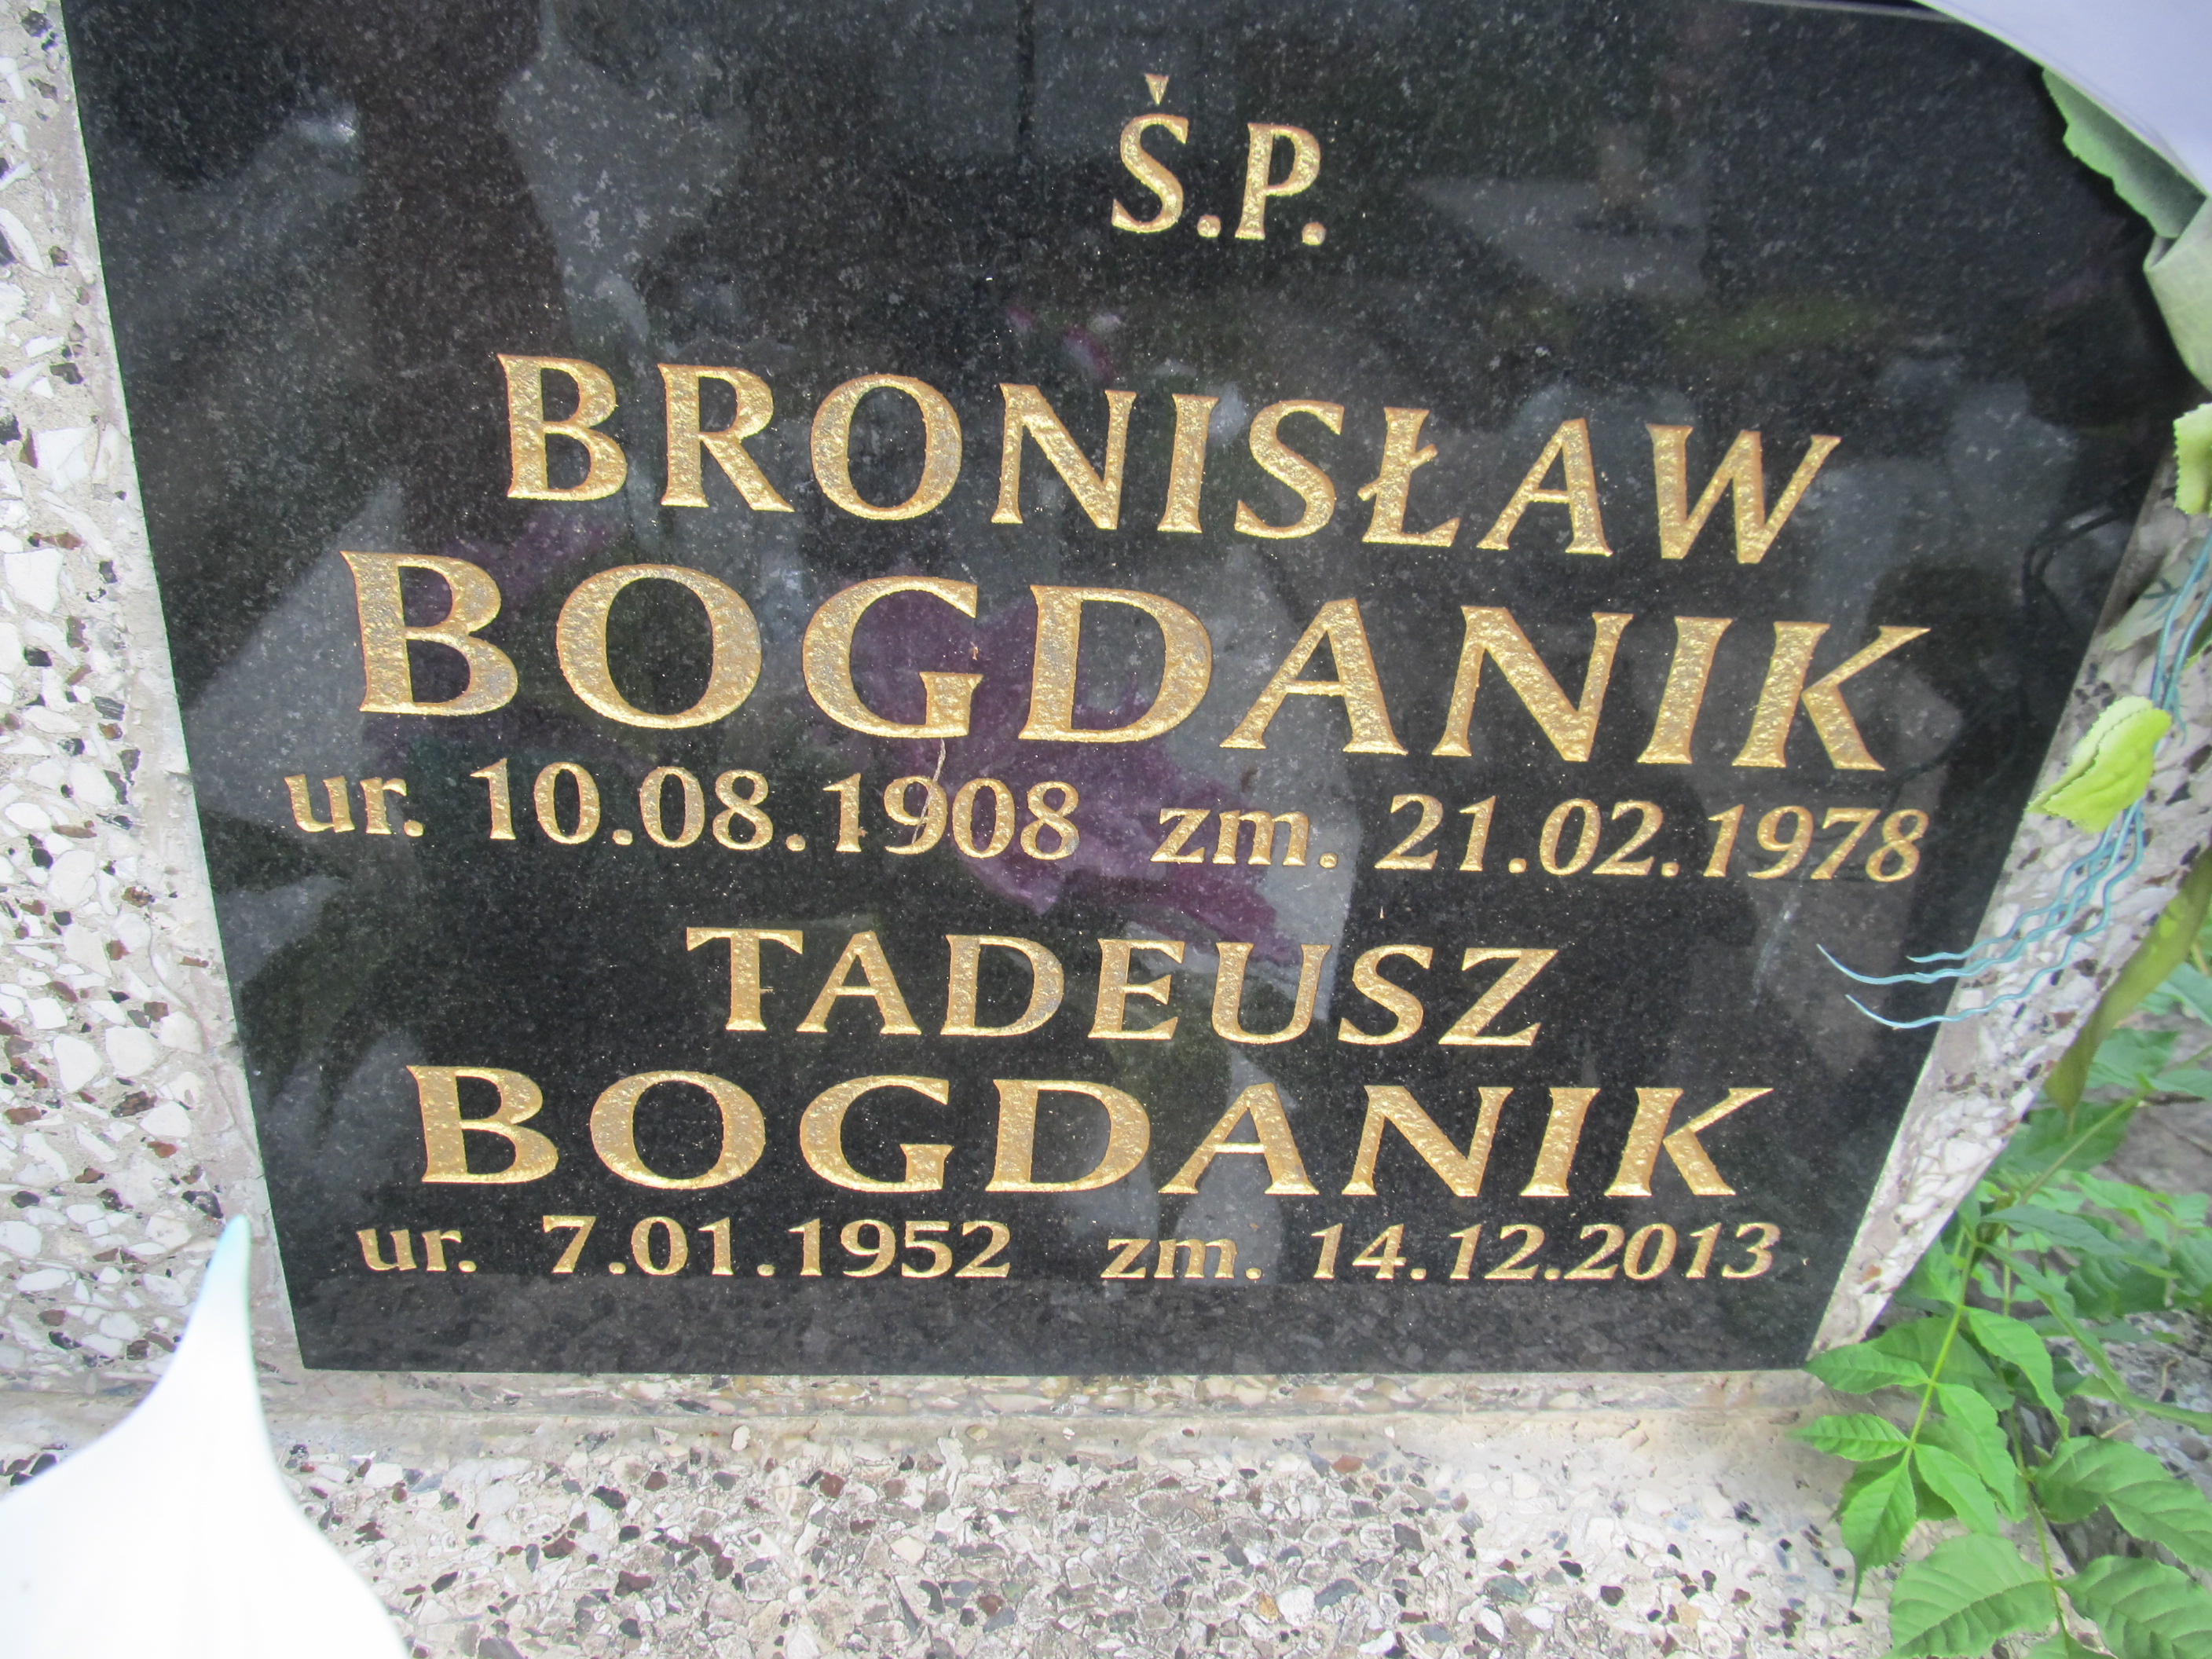 Ś.P.
BRONISŁAW
BOGDANIK
ur. 10.08.1908 zm. 21.02.1978
TADEUSZ
BOGDANIK
ur. 7.01.1952 zm. 14.12.2013